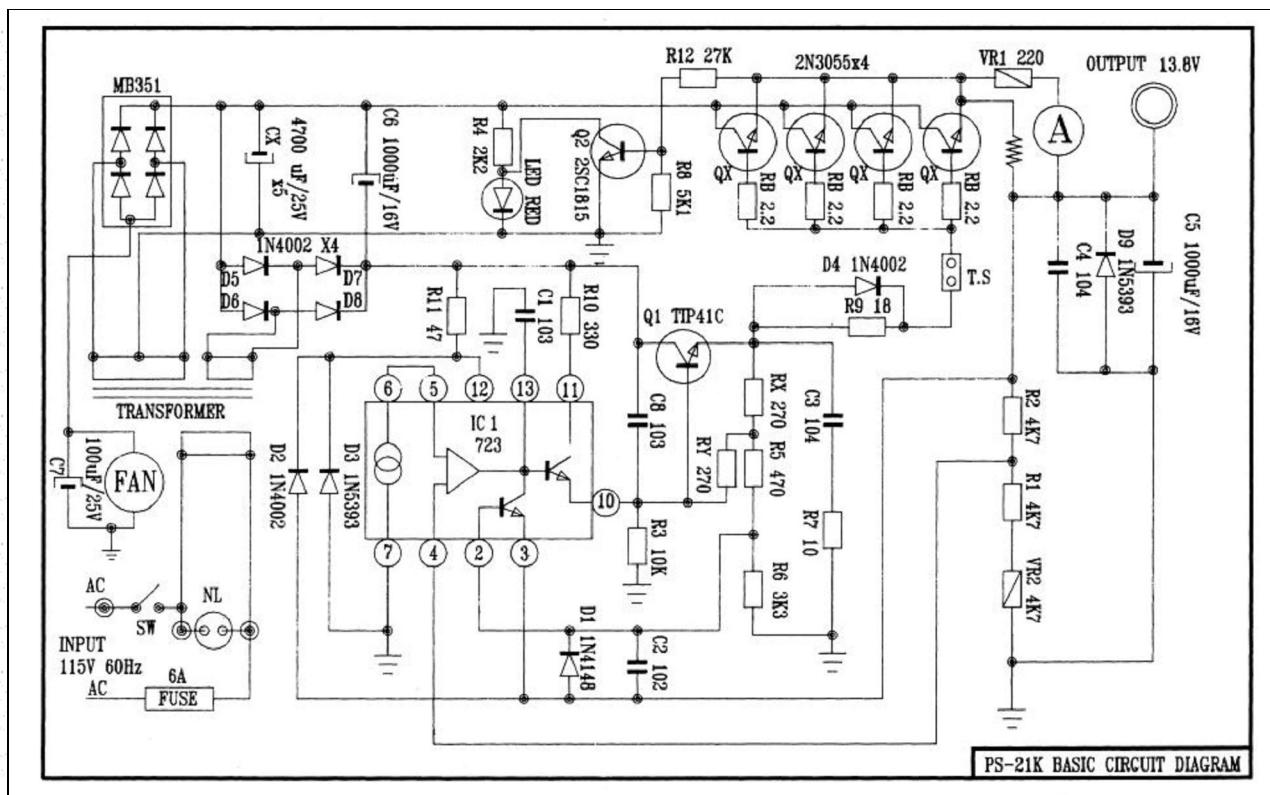 R12 27K
2N3055x4
VR1 220
OUTPUT 13.8V
MB351
4700 uF/25V
CX
x5
C6 1000uF/16V
R4 2K2
LED RED
Q2 2SC1815
R8 5K1
QX
RB
2.2
QX
RB
2.2
QX
RB
2.2
QX
RB
2.2
A
1N4002 X4
D5
D7
D6
D8
R11 47
C1 103
R10 330
D4 1N4002
R9 18
T.S
C4 104
D9 1N5393
C5 1000uF/16V
Q1 TIP41C
TRANSFORMER
6
5
12
13
11
IC 1
723
10
7
4
2
3
D2 1N4002
D3 1N5393
C8 103
RY 270
RX 270
R5 470
C3 104
R7 10
R3 10K
R6 3K3
R2 4K7
R1 4K7
VR2 4K7
C7
100uF
25V
FAN
AC
SW
NL
INPUT
115V 60Hz
AC
6A
FUSE
D1 1N4148
C2 102
PS-21K BASIC CIRCUIT DIAGRAM